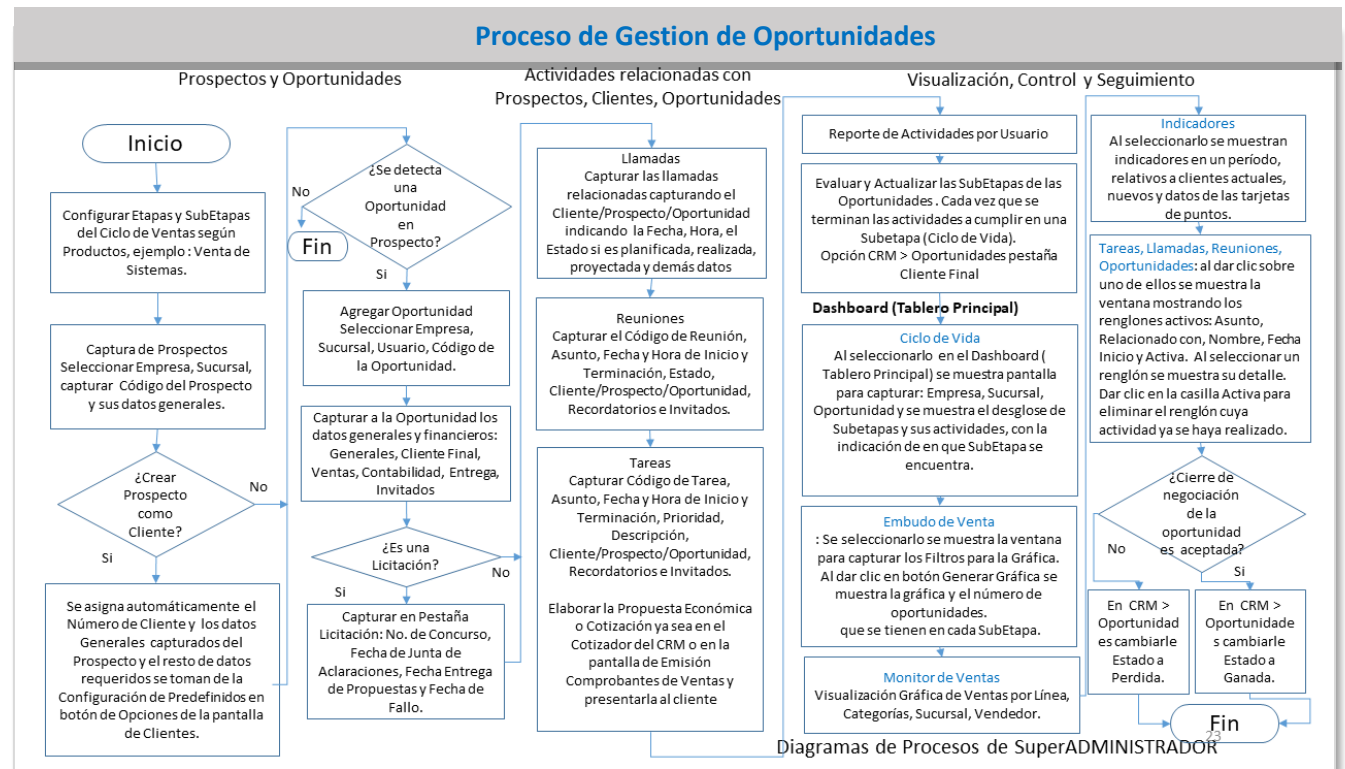 Proceso de Gestion de Oportunidades
Prospectos y Oportunidades
Inicio
Configurar Etapas y SubEtapas
del Ciclo de Ventas según
Productos, ejemplo : Venta de
Sistemas.
Captura de Prospectos
Seleccionar Empresa, Sucursal,
capturar Código del Prospecto
y sus datos generales.
¿Crear
Prospecto
como
Cliente?
No
Si
Se asigna automáticamente el
Número de Cliente y los datos
Generales capturados del
Prospecto y el resto de datos
requeridos se toman de la
Configuración de Predefinidos en
botón de Opciones de la pantalla
de Clientes.
¿Se detecta
una
Oportunidad
en
Prospecto?
No
Fin
Si
Agregar Oportunidad
Seleccionar Empresa,
Sucursal, Usuario, Código de
la Oportunidad.
Capturar a la Oportunidad los
datos generales y financieros:
Generales, Cliente Final,
Ventas, Contabilidad, Entrega,
Invitados
¿Es una
Licitación?
No
Si
Capturar en Pestaña
Licitación: No. de Concurso,
Fecha de Junta de
Aclaraciones, Fecha Entrega
de Propuestas y Fecha de
Fallo.
Actividades relacionadas con
Prospectos, Clientes, Oportunidades
Llamadas
Capturar las llamadas
relacionadas capturando el
Cliente/Prospecto/Oportunidad
indicando la Fecha, Hora, el
Estado si es planificada, realizada,
proyectada y demás datos
Reuniones
Capturar el Código de Reunión,
Asunto, Fecha y Hora de Inicio y
Terminación, Estado,
Cliente/Prospecto/Oportunidad,
Recordatorios e Invitados.
Tareas
Capturar Código de Tarea,
Asunto, Fecha y Hora de Inicio y
Terminación, Prioridad,
Descripción,
Cliente/Prospecto/Oportunidad,
Recordatorios e Invitados.
Elaborar la Propuesta Económica
o Cotización ya sea en el
Cotizador del CRM o en la
pantalla de Emisión
Comprobantes de Ventas y
presentarla al cliente
Visualización, Control y Seguimiento
Reporte de Actividades por Usuario
Evaluar y Actualizar las SubEtapas de las
Oportunidades . Cada vez que se
terminan las actividades a cumplir en una
Subetapa (Ciclo de Vida).
Opción CRM > Oportunidades pestaña
Cliente Final
Dashboard (Tablero Principal)
Ciclo de Vida
Al seleccionarlo en el Dashboard (
Tablero Principal) se muestra pantalla
para capturar: Empresa, Sucursal,
Oportunidad y se muestra el desglose de
Subetapas y sus actividades, con la
indicación de en que SubEtapa se
encuentra.
Embudo de Venta
: Se seleccionarlo se muestra la ventana
para capturar los Filtros para la Gráfica.
Al dar clic en botón Generar Gráfica se
muestra la gráfica y el número de
oportunidades.
que se tienen en cada SubEtapa.
Monitor de Ventas
Visualización Gráfica de Ventas por Línea,
Categorías, Sucursal, Vendedor.
Indicadores
Al seleccionarlo se muestran
indicadores en un período,
relativos a clientes actuales,
nuevos y datos de las tarjetas
de puntos.
Tareas, Llamadas, Reuniones,
Oportunidades: al dar clic sobre
uno de ellos se muestra la
ventana mostrando los
renglones activos: Asunto,
Relacionado con, Nombre, Fecha
Inicio y Activa. Al seleccionar un
renglón se muestra su detalle.
Dar clic en la casilla Activa para
eliminar el renglón cuya
actividad ya se haya realizado.
¿Cierre de
negociación
de la
oportunidad
es aceptada?
No
Si
En CRM >
Oportunidad
es cambiarle
Estado a
Perdida.
En CRM >
Oportunidade
s cambiarle
Estado a
Ganada.
Fin
23
Diagramas de Procesos de SuperADMINISTRADOR